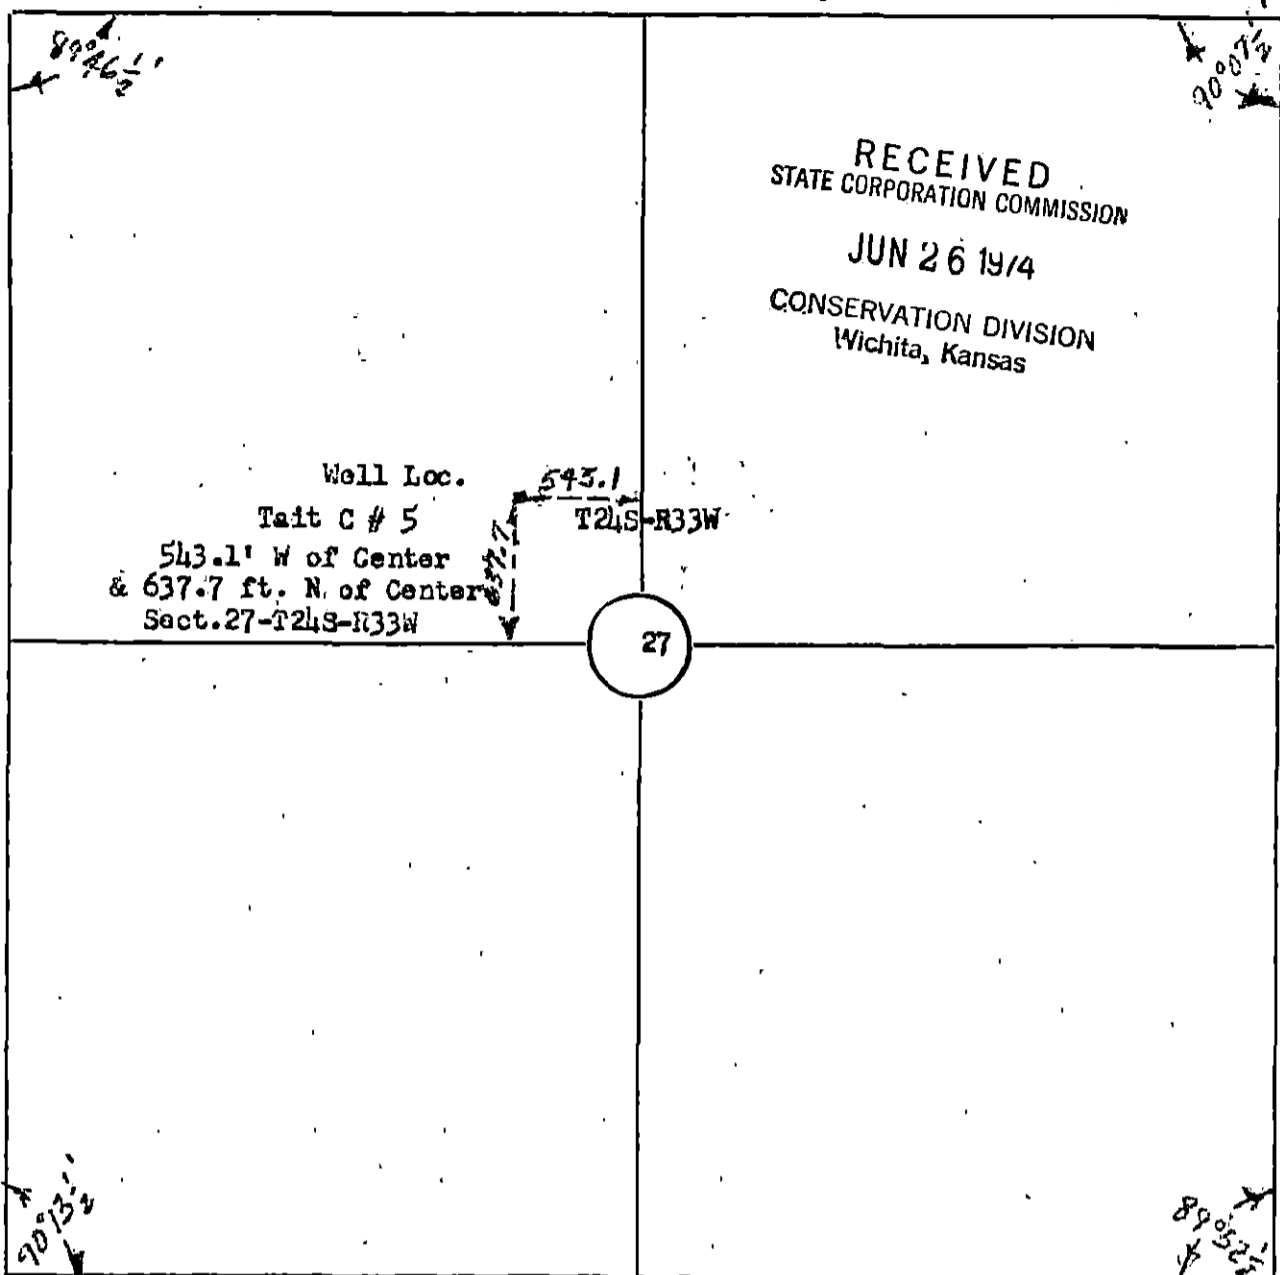 89°46½'
90°07½
RECEIVED
STATE CORPORATION COMMISSION
JUN 26 1974
CONSERVATION DIVISION
Wichita, Kansas
Well Loc.
543.1
Tait C # 5
T24S-R33W
543.1' W of Center
637.7
& 637.7 ft. N. of Center
Sect.27-T24S-R33W
27
90°13½'
89°52½'